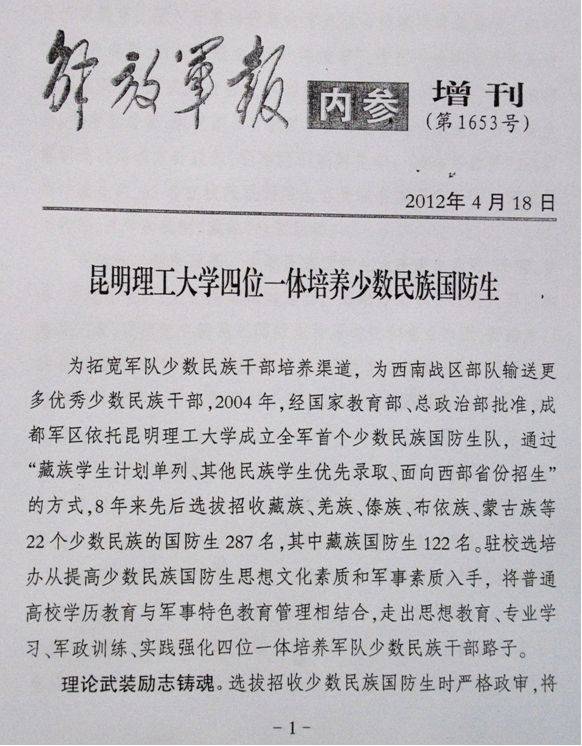 解放軍報 内参 增刊
(第1653号)
2012年4月18日
昆明理工大学四位一体培养少数民族国防生
为拓宽军队少数民族干部培养渠道，为西南战区部队输送更
多优秀少数民族干部,2004年,经国家教育部、总政治部批准,成
都军区依托昆明理工大学成立全军首个少数民族国防生队，通过
“藏族学生计划单列、其他民族学生优先录取、面向西部省份招生”
的方式,8年来先后选拔招收藏族、羌族、傣族、布依族、蒙古族等
22个少数民族的国防生287名,其中藏族国防生122名。驻校选培
办从提高少数民族国防生思想文化素质和军事素质入手，将普通
高校学历教育与军事特色教育管理相结合,走出思想教育、专业学
习、军政训练、实践强化四位一体培养军队少数民族干部路子。
理论武装励志铸魂。选拔招收少数民族国防生时严格政审,将
-1-